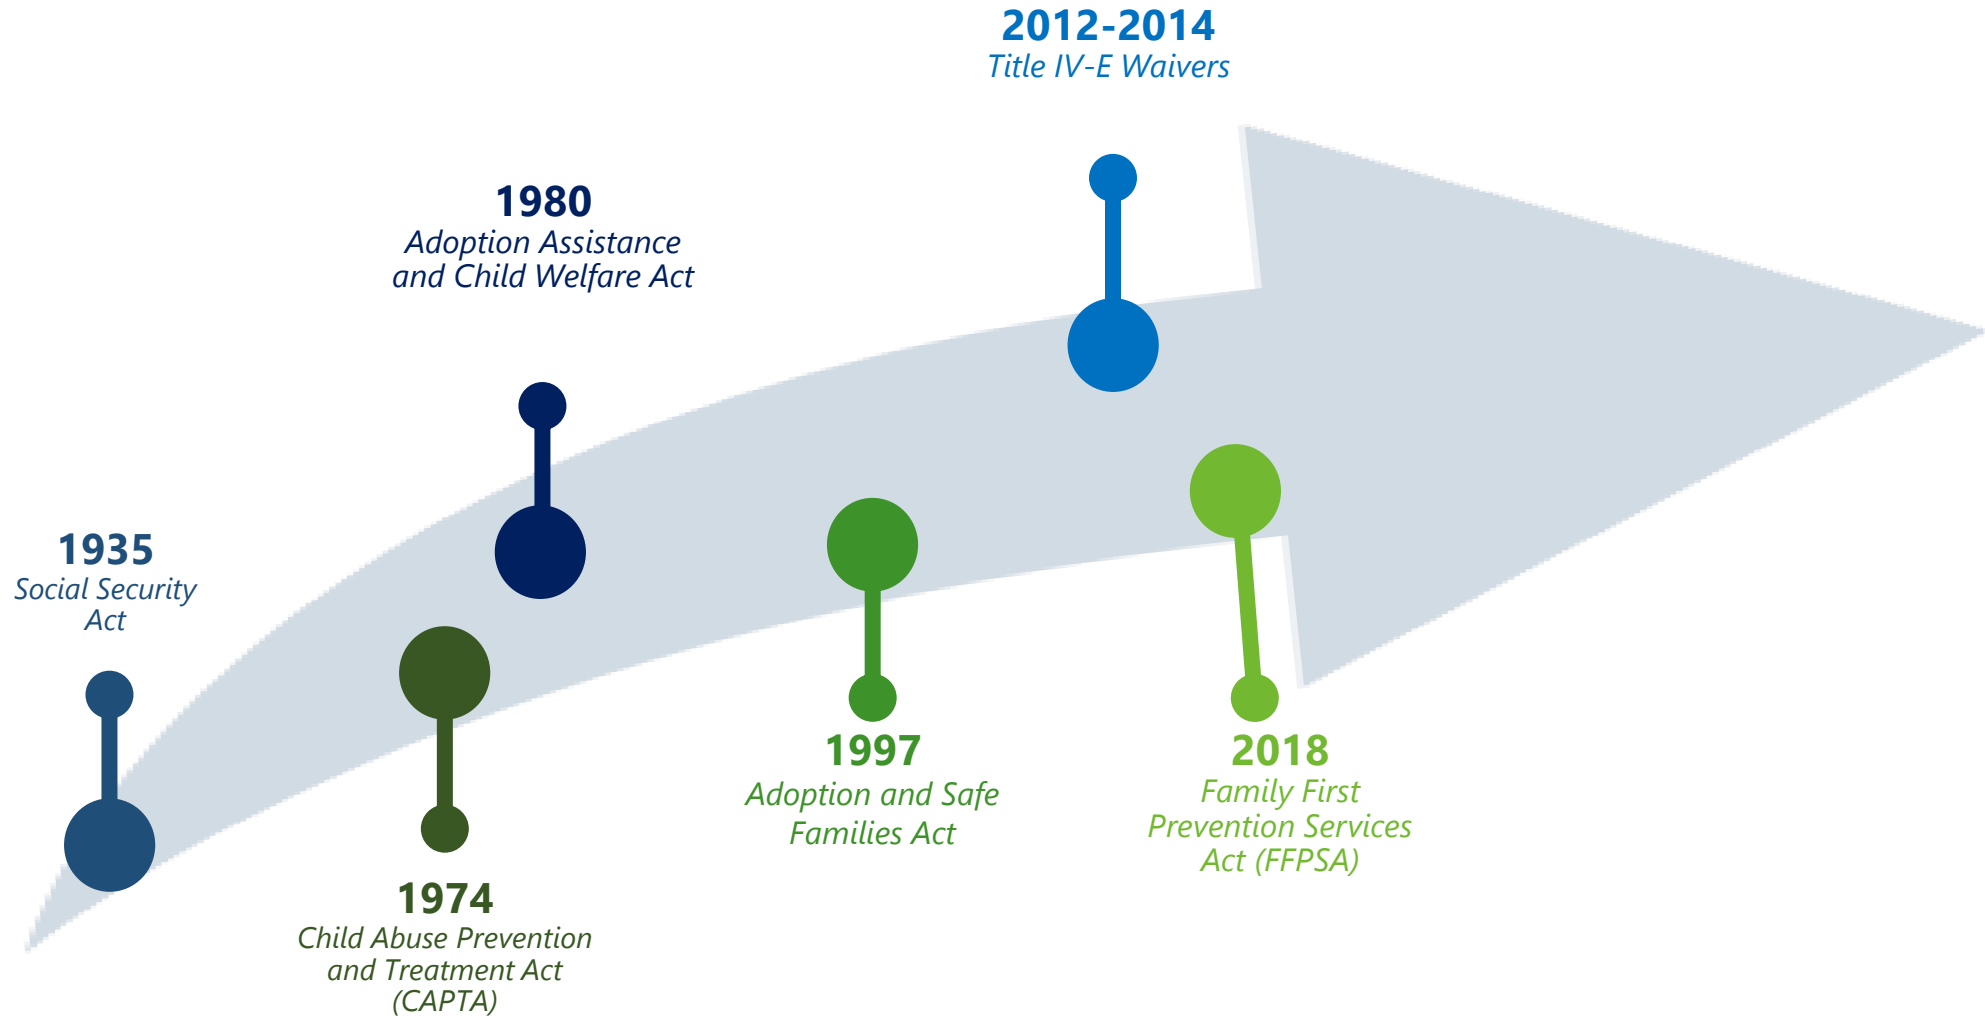 1935
Social Security
Act
1974
Child Abuse Prevention
and Treatment Act
(CAPTA)
1980
Adoption Assistance
and Child Welfare Act
1997
Adoption and Safe
Families Act
2012-2014
Title IV-E Waivers
2018
Family First
Prevention Services
Act (FFPSA)